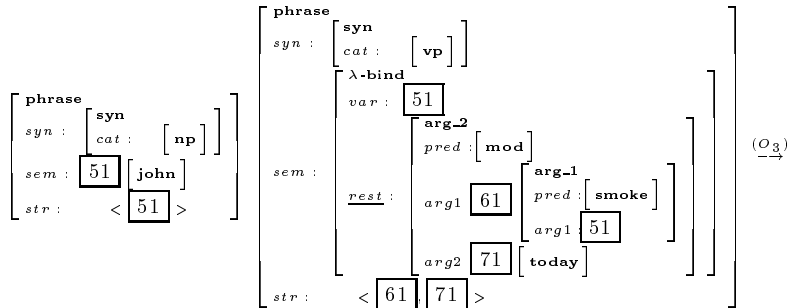 phrase
syn :
syn
cat : np
sem : 51 john
str : < 51 >
phrase
syn :
syn
cat : vp
sem :
λ-bind
var : 51
rest :
arg_2
pred : mod
arg1 61
arg_1
pred : smoke
arg1 : 51
arg2 71 today
str : < 61 , 71 >
(O3)
⟶